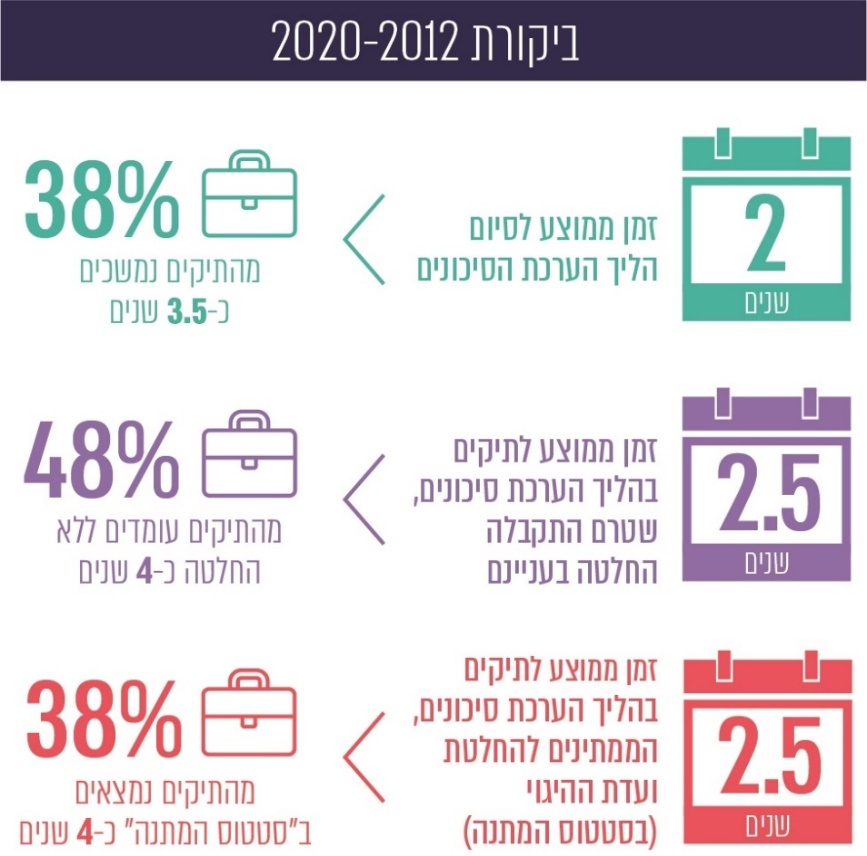 ביקורת 2020-2012
2
שנים
זמן ממוצע לסיום
הליך הערכת הסיכונים
38%
מהתיקים נמשכים
כ-3.5 שנים
2.5
שנים
זמן ממוצע לתיקים
בהליך הערכת סיכונים,
שטרם התקבלה
החלטה בעניינם
48%
מהתיקים עומדים ללא
החלטה כ-4 שנים
2.5
שנים
זמן ממוצע לתיקים
בהליך הערכת סיכונים,
הממתינים להחלטת
ועדת ההיגוי
(בסטטוס המתנה)
38%
מהתיקים נמצאים
ב"סטטוס המתנה" כ-4 שנים